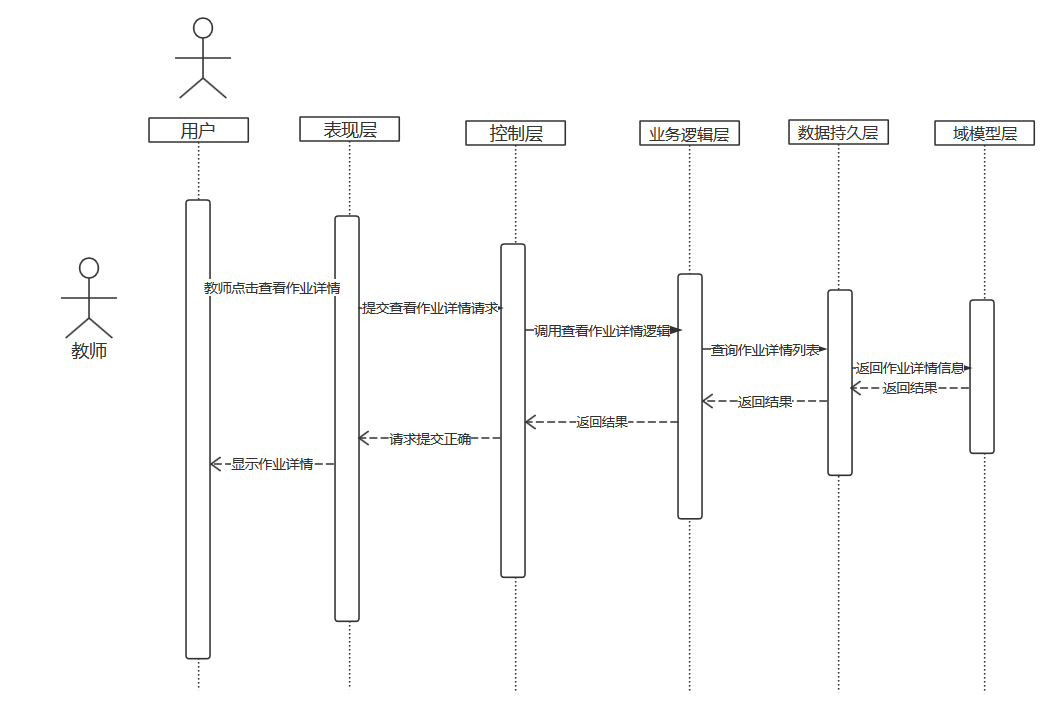 用户
表现层
控制层
业务逻辑层
数据持久层
域模型层
教师
教师点击查看作业详情
提交查看作业详情请求
调用查看作业详情逻辑
查询作业详情列表
返回作业详情信息
返回结果
返回结果
返回结果
请求提交正确
显示作业详情